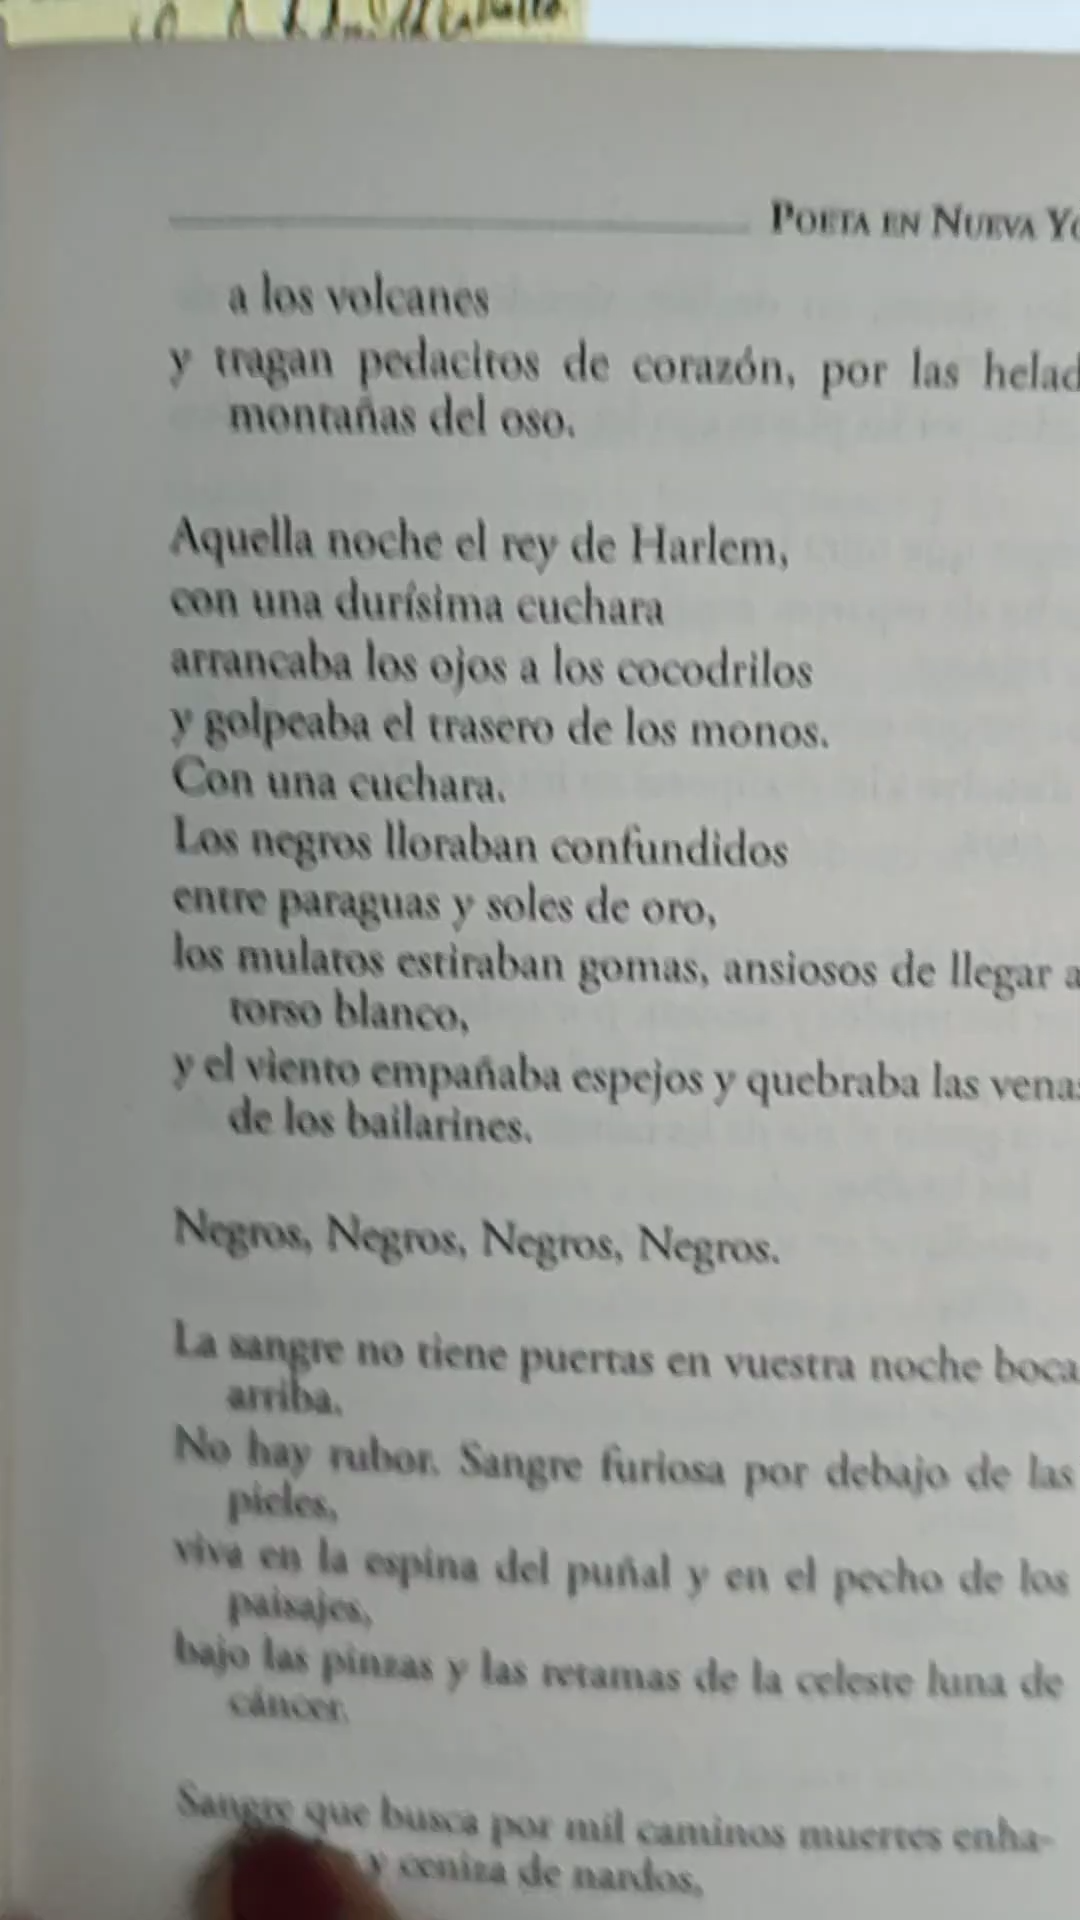 POETA EN NUEVA YO
a los volcanes
y tragan pedacitos de corazón, por las helad
montañas del oso.
Aquella noche el rey de Harlem,
con una durísima cuchara
arrancaba los ojos a los cocodrilos
y golpeaba el trasero de los monos.
Con una cuchara.
Los negros lloraban confundidos
entre paraguas y soles de oro,
los mulatos estiraban gomas, ansiosos de llegar a
torso blanco,
y el viento empañaba espejos y quebraba las venas
de los bailarines.
Negros, Negros, Negros, Negros.
La sangre no tiene puertas en vuestra noche boca
arriba.
No hay rubor. Sangre furiosa por debajo de las
pieles,
viva en la espina del puñal y en el pecho de los
paisajes,
bajo las pinzas y las retamas de la celeste luna de
cáncer.
Sangre que busca por mil caminos muertes enha-
y ceniza de nardos,